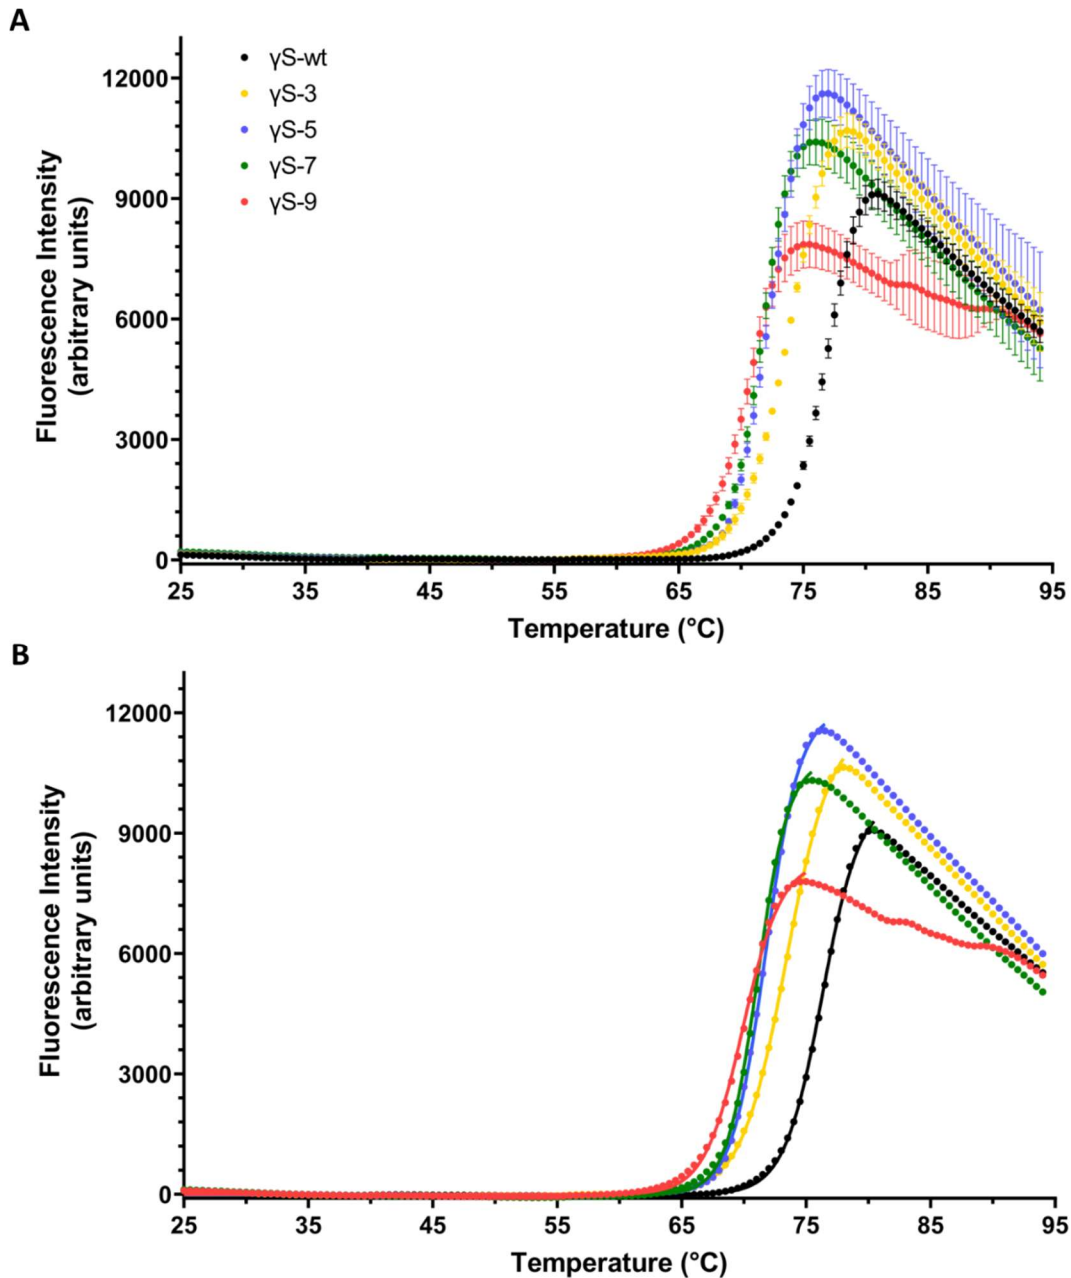 A
γS-wt
γS-3
γS-5
γS-7
γS-9
12000
9000
6000
3000
0
Fluorescence Intensity
(arbitrary units)
25 35 45 55 65 75 85 95
Temperature (°C)
B
12000
9000
6000
3000
0
Fluorescence Intensity
(arbitrary units)
25 35 45 55 65 75 85 95
Temperature (°C)